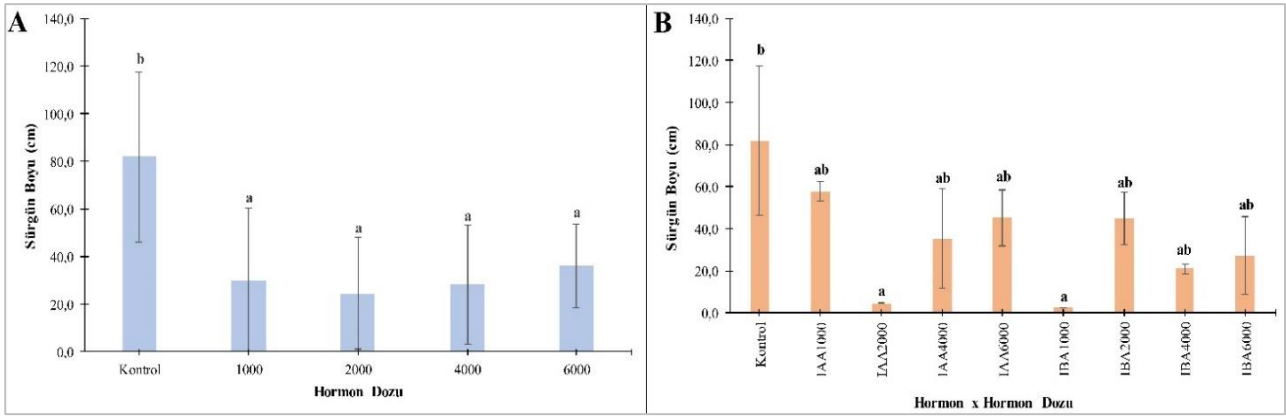 A
140,0
120,0
100,0
80,0
60,0
40,0
20,0
0,0
Sürgün Boyu (cm)
b
a
a
a
a
Kontrol 1000 2000 4000 6000
Hormon Dozu
B
140,0
120,0
100,0
80,0
60,0
40,0
20,0
0,0
Sürgün Boyu (cm)
b
ab
a
ab
ab
a
ab
ab
ab
Kontrol
IAA1000
IAA2000
IAA4000
IAA6000
IBA1000
IBA2000
IBA4000
IBA6000
Hormon x Hormon Dozu